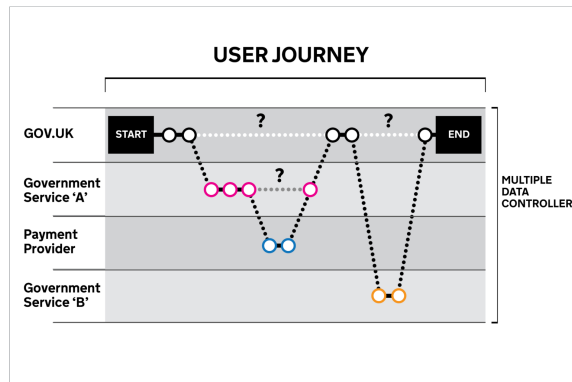 USER JOURNEY
GOV.UK
START
?
?
END
Government
Service ‘A’
?
Payment
Provider
Government
Service ‘B’
MULTIPLE
DATA
CONTROLLER